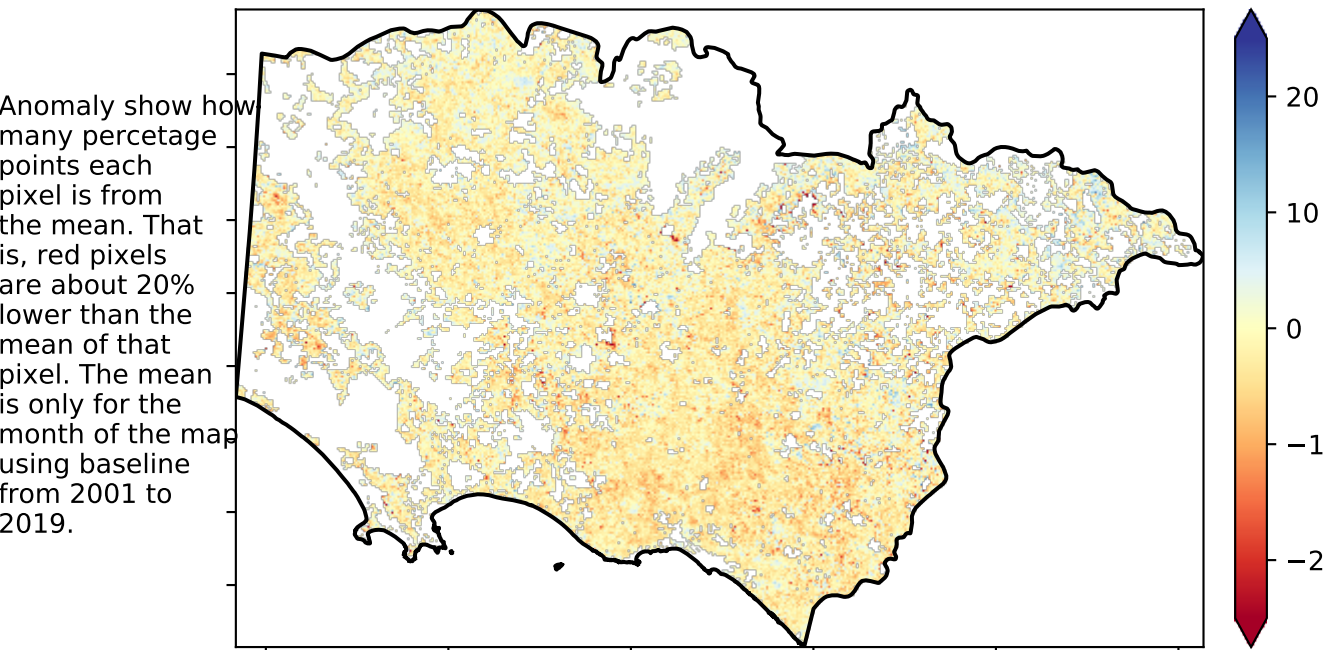 Anomaly show how
many percetage
points each
pixel is from
the mean. That
is, red pixels
are about 20%
lower than the
mean of that
pixel. The mean
is only for the
month of the map
using baseline
from 2001 to
2019.
20
10
0
−1
−2